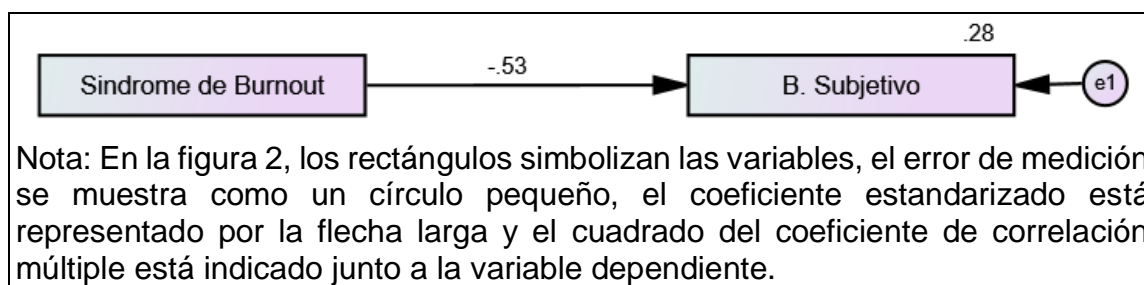 .28
-.53
Sindrome de Burnout
B. Subjetivo
e1
Nota: En la figura 2, los rectángulos simbolizan las variables, el error de medición
se muestra como un círculo pequeño, el coeficiente estandarizado está
representado por la flecha larga y el cuadrado del coeficiente de correlación
múltiple está indicado junto a la variable dependiente.